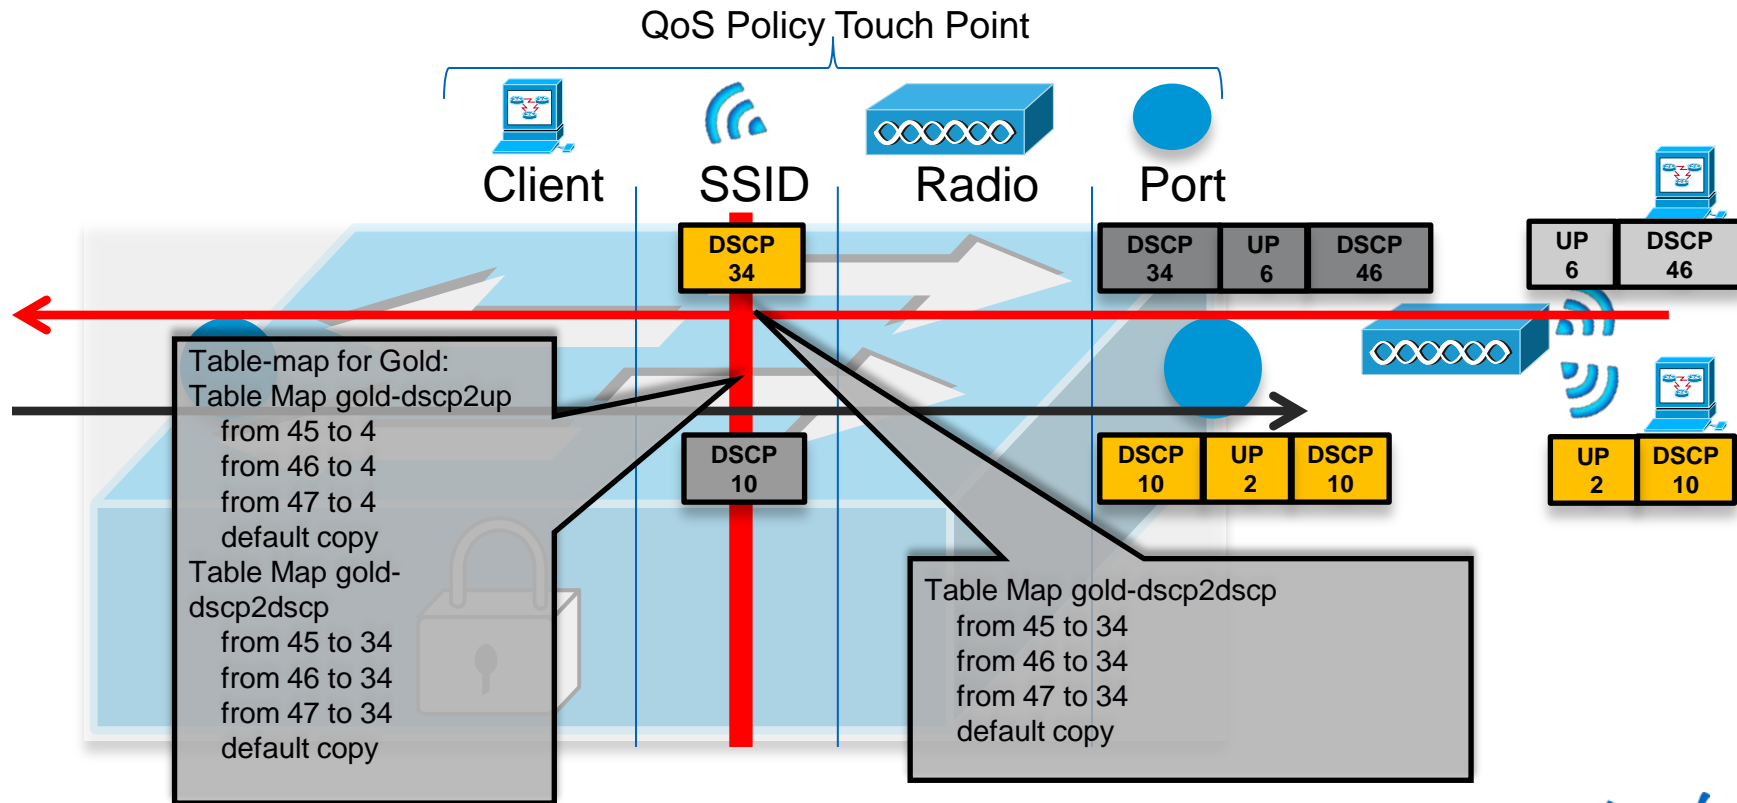 QoS Policy Touch Point
Client
SSID
Radio
Port
DSCP
34
DSCP
34
UP
6
DSCP
46
UP
6
DSCP
46
Table-map for Gold:
Table Map gold-dscp2up
from 45 to 4
from 46 to 4
from 47 to 4
default copy
Table Map gold-
dscp2dscp
from 45 to 34
from 46 to 34
from 47 to 34
default copy
DSCP
10
DSCP
10
UP
2
DSCP
10
UP
2
DSCP
10
Table Map gold-dscp2dscp
from 45 to 34
from 46 to 34
from 47 to 34
default copy